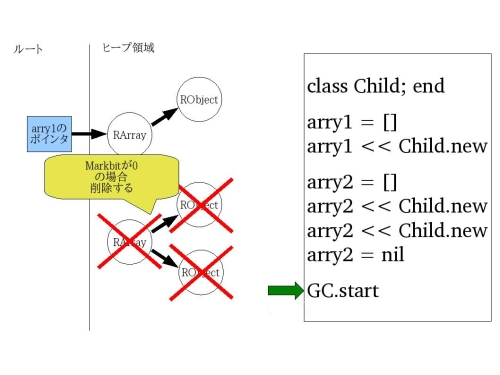 ルート
ヒープ領域
RObject
arry1の
ポインタ
RArray
Markbitが0
の場合
削除する
RObject
RArray
RObject
class Child; end
arry1 = []
arry1 << Child.new
arry2 = []
arry2 << Child.new
arry2 << Child.new
arry2 = nil
GC.start